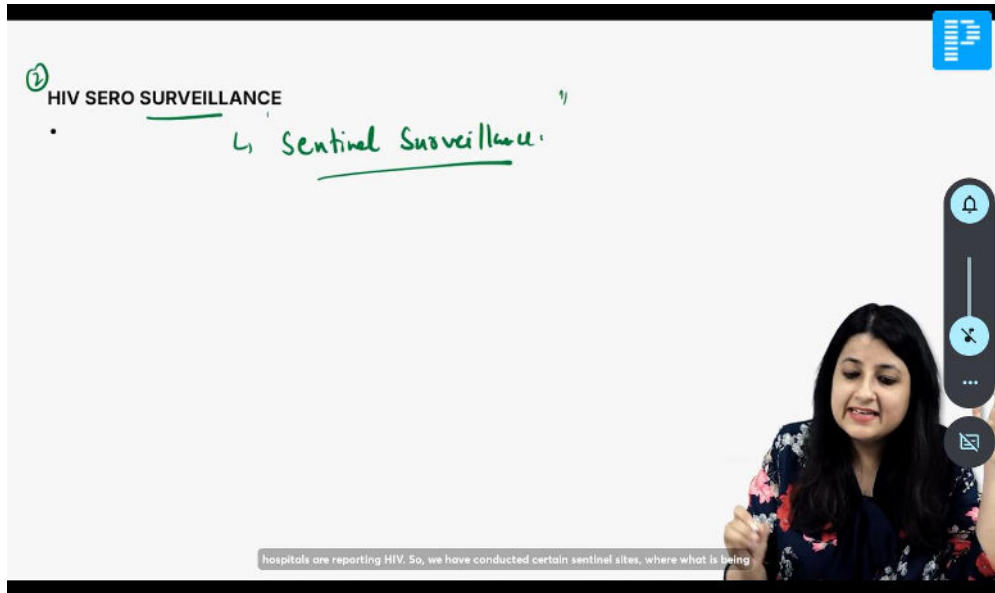 ②
HIV SERO SURVEILLANCE
↳ Sentinel Surveillance.
hospitals are reporting HIV. So, we have conducted certain sentinel sites, where what is being